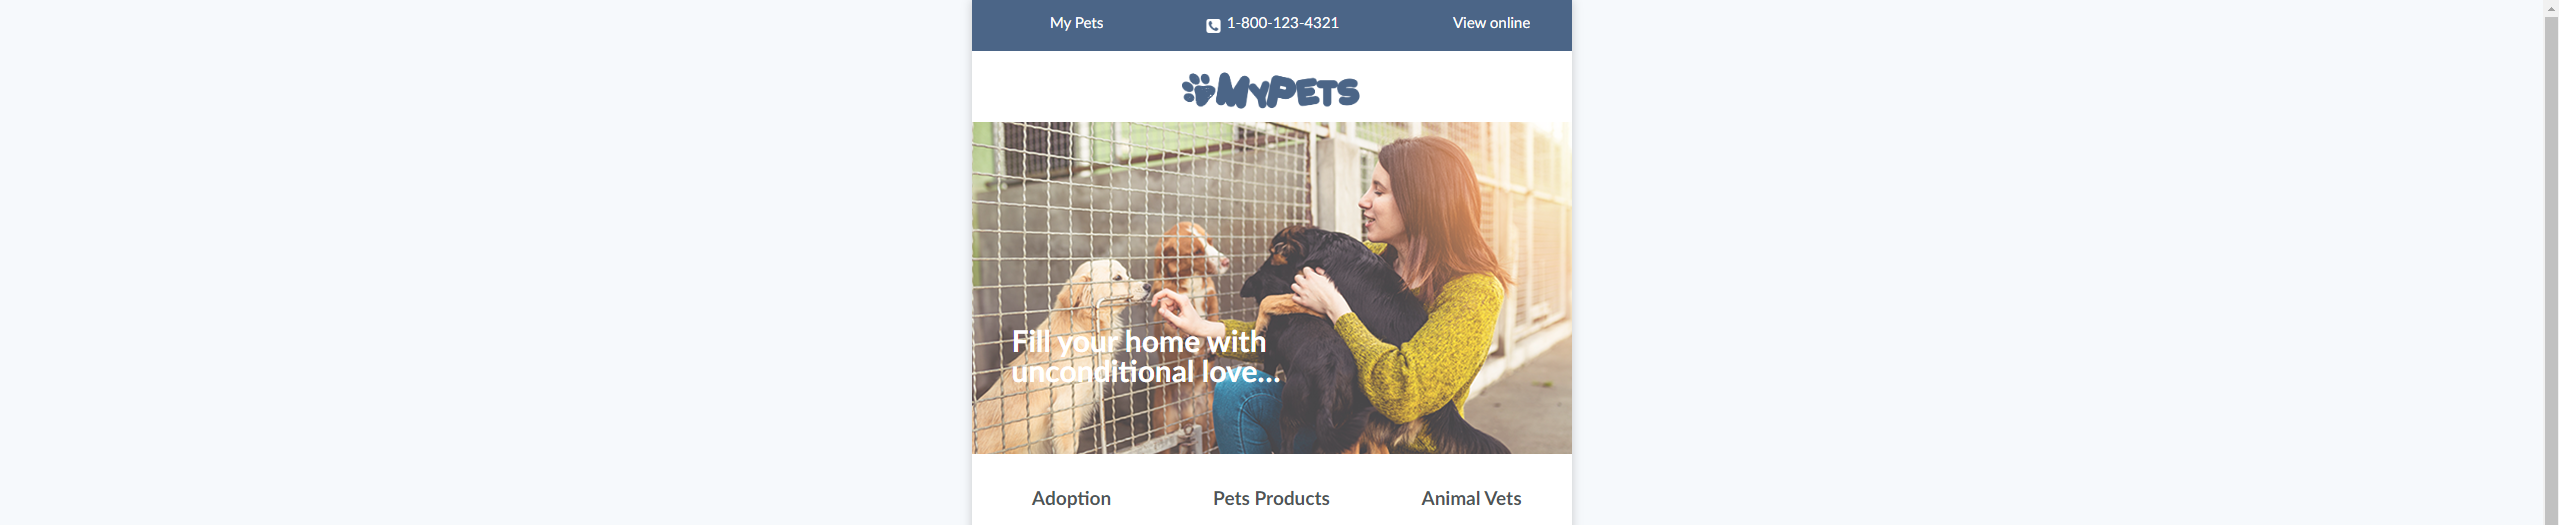 My Pets
1-800-123-4321
View online
MYPETS
Fill your home with
unconditional love...
Adoption
Pets Products
Animal Vets